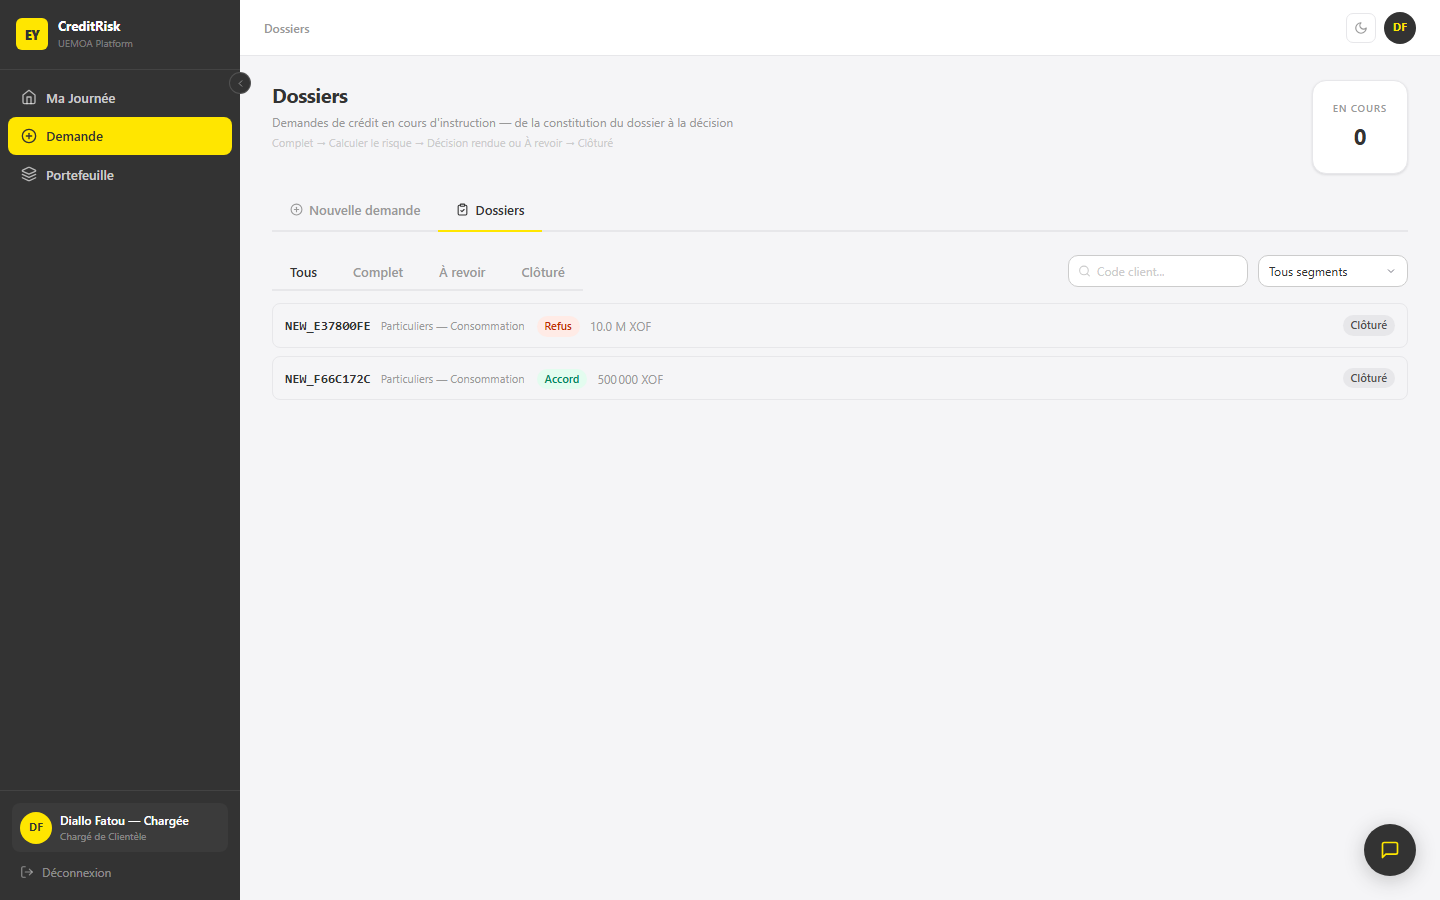 EY
CreditRisk
UEMOA Platform
Ma Journée
Demande
Portefeuille
Diallo Fatou — Chargée
DF
Chargé de Clientèle
Déconnexion
Dossiers
DF
Dossiers
Demandes de crédit en cours d'instruction — de la constitution du dossier à la décision
Complet → Calculer le risque → Décision rendue ou À revoir → Clôturé
EN COURS
0
Nouvelle demande
Dossiers
Tous
Complet
À revoir
Clôturé
Code client...
Tous segments
NEW_E37800FE Particuliers — Consommation Refus 10.0 M XOF Clôturé
NEW_F66C172C Particuliers — Consommation Accord 500 000 XOF Clôturé